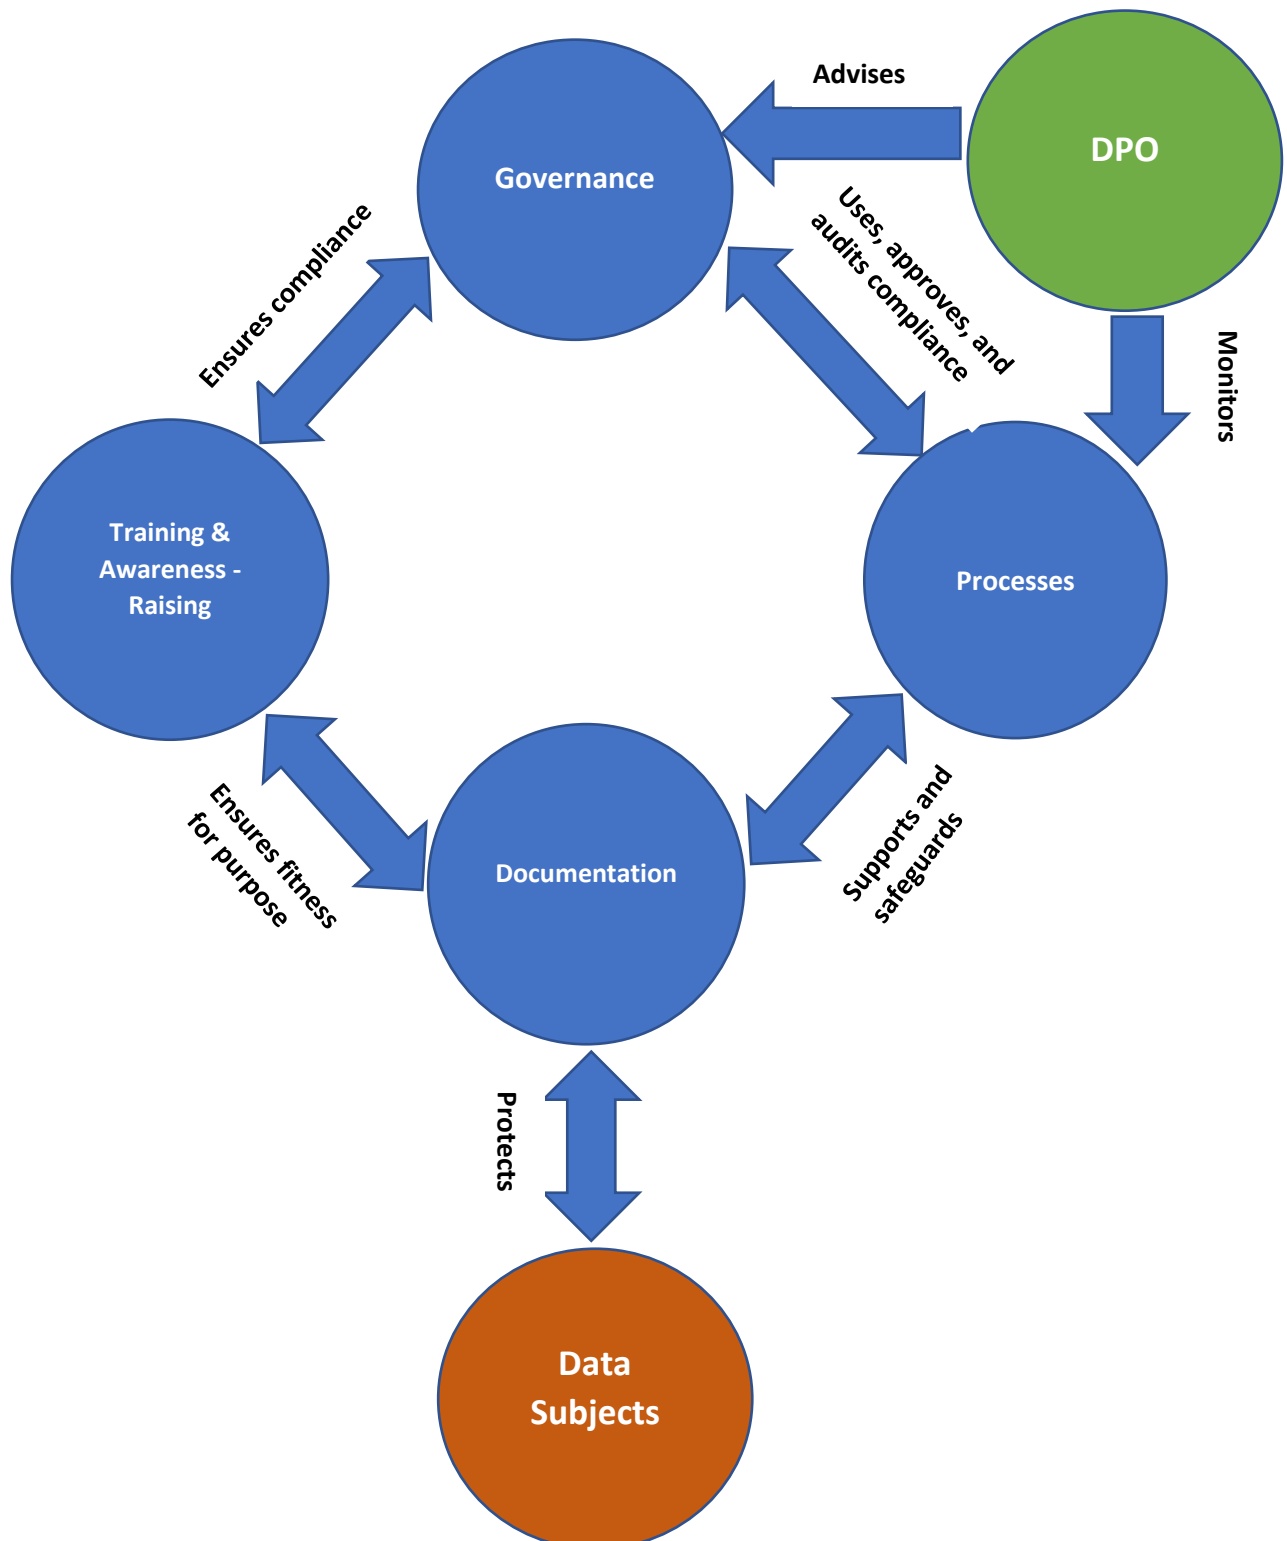 Advises
DPO
Governance
Uses, approves, and
audits compliance
Ensures compliance
Monitors
Training &
Awareness -
Raising
Processes
Ensures fitness
for purpose
Documentation
Supports and
safeguards
Protects
Data
Subjects